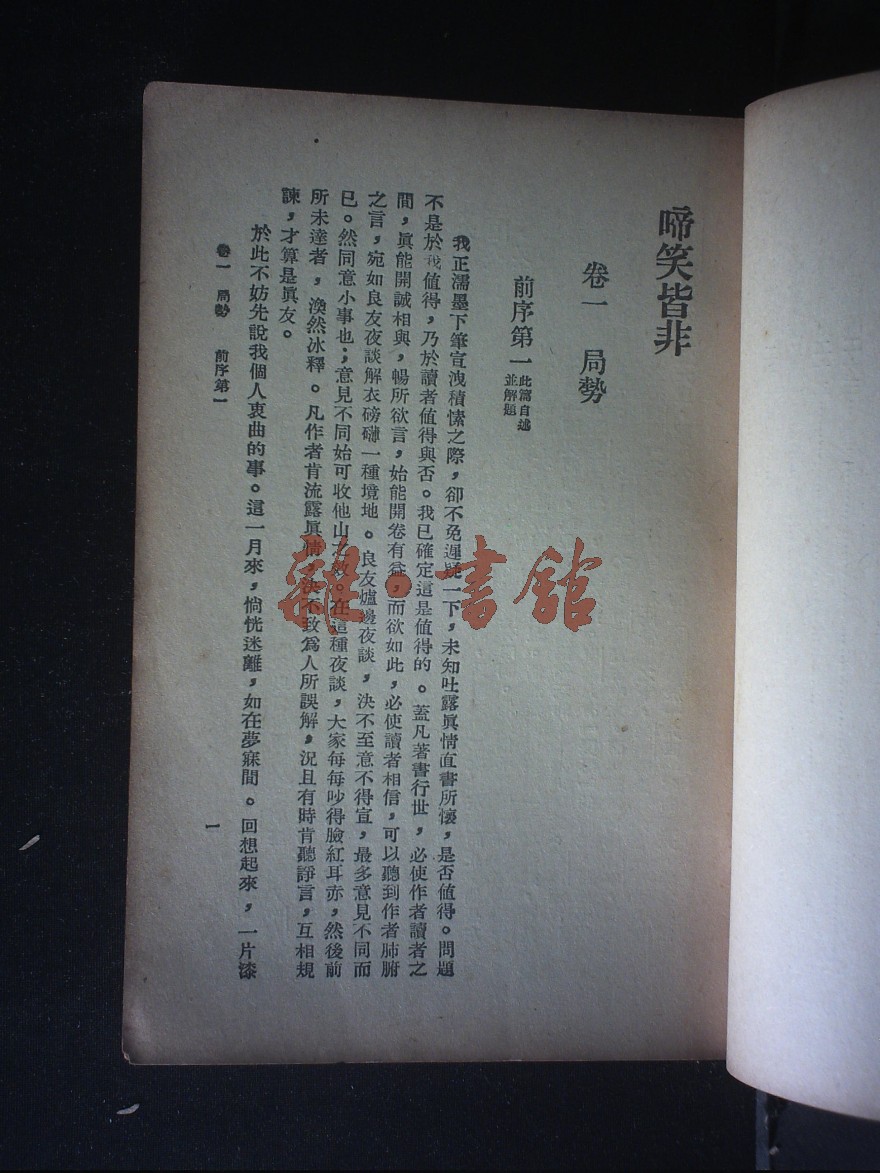 啼笑皆非
卷一　局勢
前序第一
此篇自述
並解題
我正濡墨下筆宣洩積愫之際，卻不免遲疑一下，未知吐露眞情直書所懷，是否值得。問題
不是於我值得，乃於讀者值得與否。我已確定這是值得的。蓋凡著書行世，必使作者讀者之
間，眞能開誠相與，暢所欲言，始能開卷有益，而欲如此，必使讀者相信，可以聽到作者肺腑
之言，宛如良友夜談解衣磅礴一種境地。良友爐邊夜談，決不至意不得宣，最多意見不同而
已。然同意小事也；意見不同始可收他山之效。在這種夜談，大家每每吵得臉紅耳赤，然後前
所未達者，渙然冰釋。凡作者肯流露眞情，決不致爲人所誤解，況且有時肯聽諍言，互相規
諫，才算是眞友。
於此不妨先說我個人衷曲的事。這一月來，惝恍迷離，如在夢寐間。回想起來，一片漆
卷一　局勢　前序第一
一
雜·書館